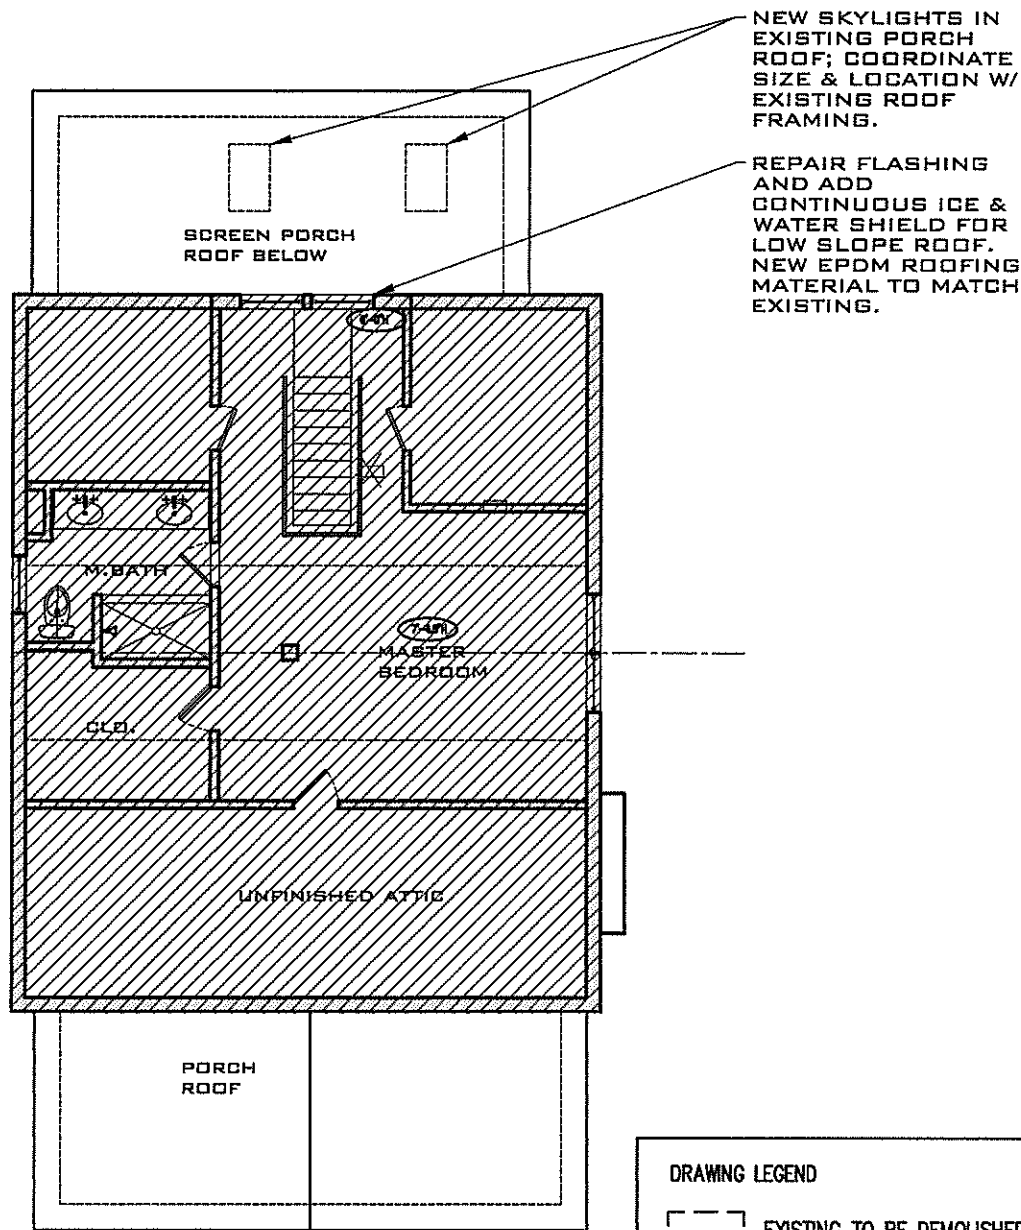 NEW SKYLIGHTS IN
EXISTING PORCH
ROOF; COORDINATE
SIZE & LOCATION W/
EXISTING ROOF
FRAMING.
REPAIR FLASHING
AND ADD
CONTINUOUS ICE &
WATER SHIELD FOR
LOW SLOPE ROOF.
NEW EPDM ROOFING
MATERIAL TO MATCH
EXISTING.
SCREEN PORCH
ROOF BELOW
M.BATH
MASTER
BEDROOM
CLO.
UNFINISHED ATTIC
PORCH
ROOF
DRAWING LEGEND
EXISTING TO BE DEMOLISHED